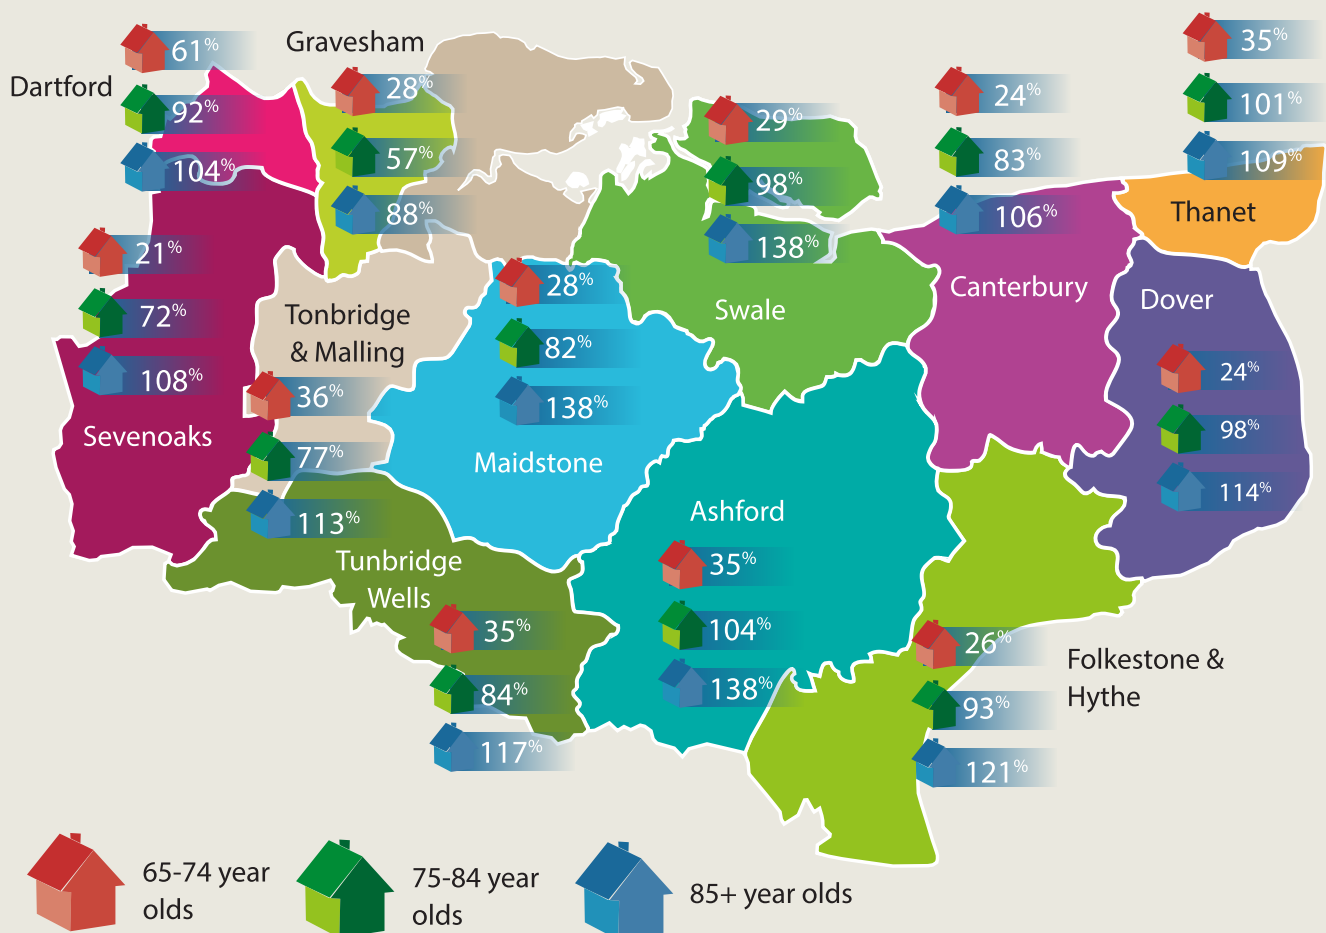 Dartford
61%
92%
104%
Gravesham
28%
57%
88%
29%
98%
138%
Swale
24%
83%
106%
Canterbury
35%
101%
109%
Thanet
21%
72%
108%
Sevenoaks
Tonbridge
& Malling
36%
77%
113%
28%
82%
138%
Maidstone
Dover
24%
98%
114%
Ashford
35%
104%
138%
Tunbridge
Wells
35%
84%
117%
26%
93%
121%
Folkestone &
Hythe
65-74 year
olds
75-84 year
olds
85+ year olds